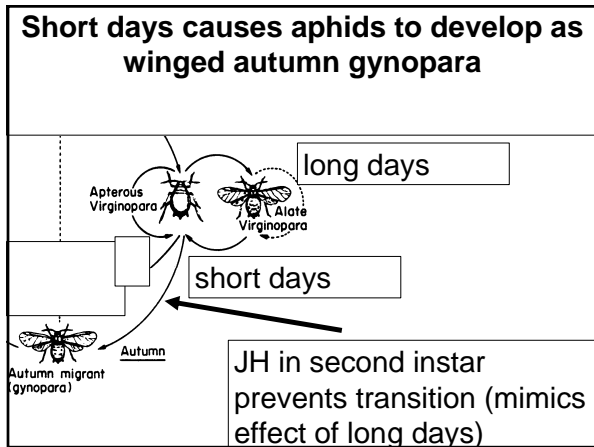 Short days causes aphids to develop as
winged autumn gynopara
long days
Apterous
Virginopara
Alate
Virginopara
short days
Autumn
Autumn migrant
(gynopara)
JH in second instar
prevents transition (mimics
effect of long days)